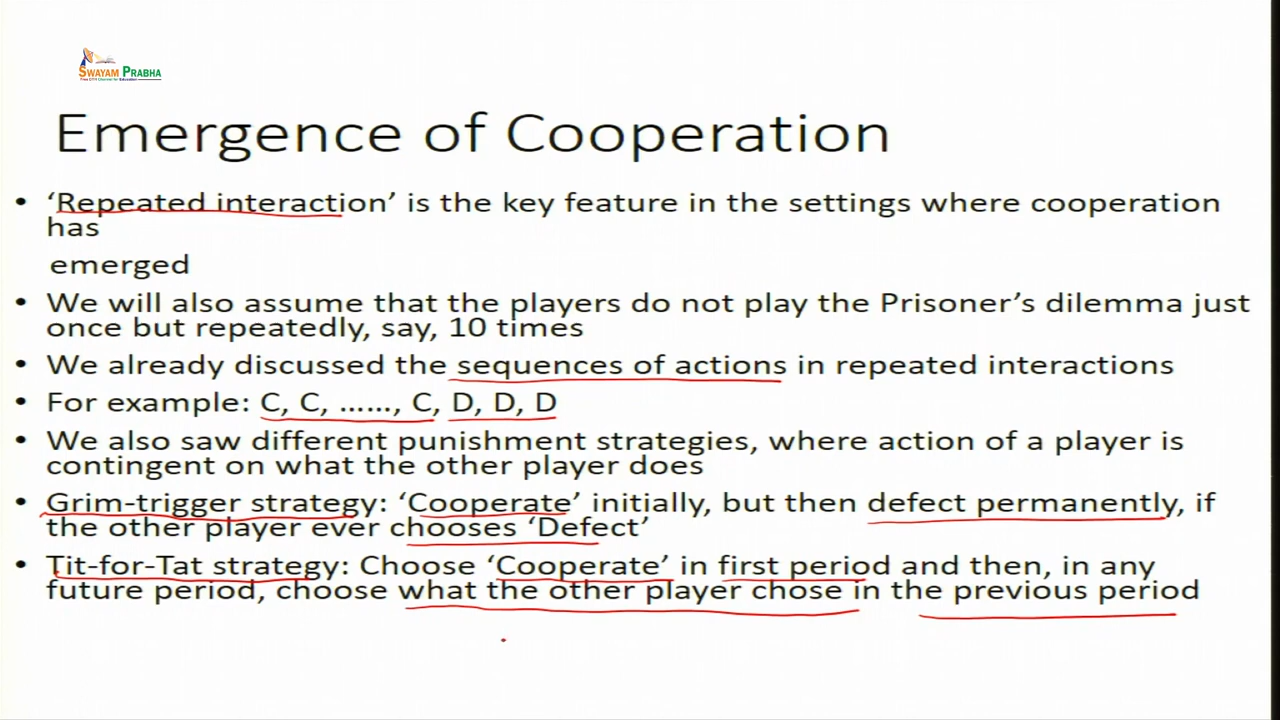 SWAYAM PRABHA
Free DTH Channel for Education
Emergence of Cooperation
• ‘Repeated interaction’ is the key feature in the settings where cooperation
has
emerged
• We will also assume that the players do not play the Prisoner’s dilemma just
once but repeatedly, say, 10 times
• We already discussed the sequences of actions in repeated interactions
• For example: C, C, ……, C, D, D, D
• We also saw different punishment strategies, where action of a player is
contingent on what the other player does
• Grim-trigger strategy: ‘Cooperate’ initially, but then defect permanently, if
the other player ever chooses ‘Defect’
• Tit-for-Tat strategy: Choose ‘Cooperate’ in first period and then, in any
future period, choose what the other player chose in the previous period